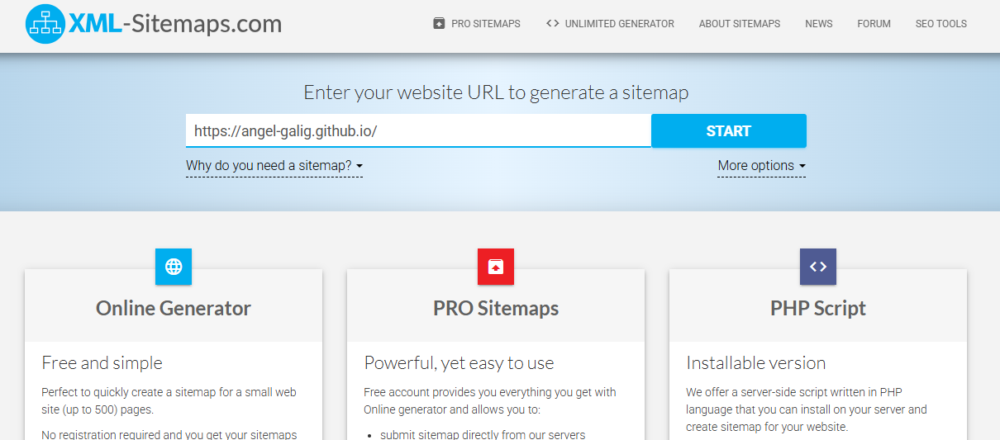 XML-Sitemaps.com
PRO SITEMAPS
UNLIMITED GENERATOR
ABOUT SITEMAPS
NEWS
FORUM
SEO TOOLS
Enter your website URL to generate a sitemap
https://angel-galig.github.io/
START
Why do you need a sitemap?
More options
Online Generator
Free and simple
Perfect to quickly create a sitemap for a small web
site (up to 500) pages.
No registration required and you get your sitemaps
PRO Sitemaps
Powerful, yet easy to use
Free account provides you everything you get with
Online generator and allows you to:
• submit sitemap directly from our servers
PHP Script
Installable version
We offer a server-side script written in PHP
language that you can install on your server and
create sitemap for your website.